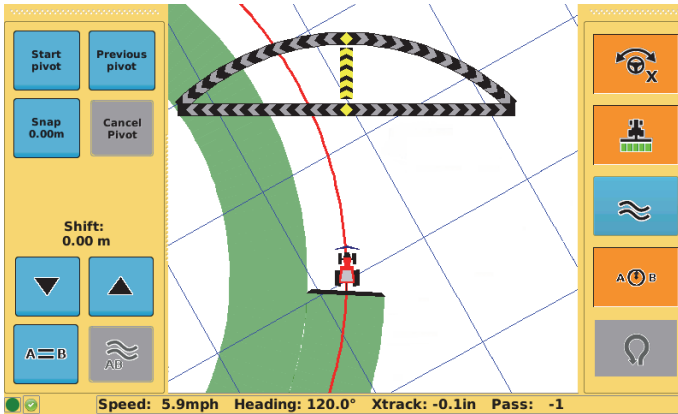 Start
pivot
Previous
pivot
Snap
0.00m
Cancel
Pivot
Shift:
0.00 m
A=B
AB
X
A B
Speed: 5.9mph Heading: 120.0° Xtrack: -0.1in Pass: -1